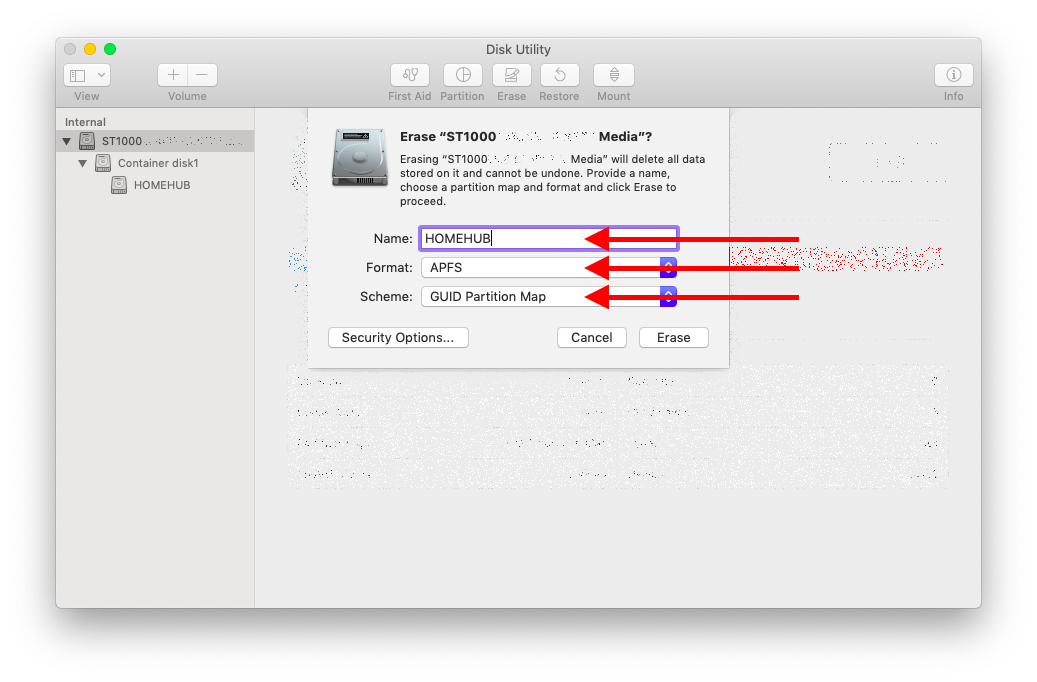 Disk Utility
View
Volume
First Aid Partition Erase Restore Mount
Info
Internal
ST1000
Container disk1
HOMEHUB
Erase “ST1000 Media”?
Erasing “ST1000 Media” will delete all data
stored on it and cannot be undone. Provide a name,
choose a partition map and format and click Erase to
proceed.
Name: HOMEHUB
Format: APFS
Scheme: GUID Partition Map
Security Options... Cancel Erase